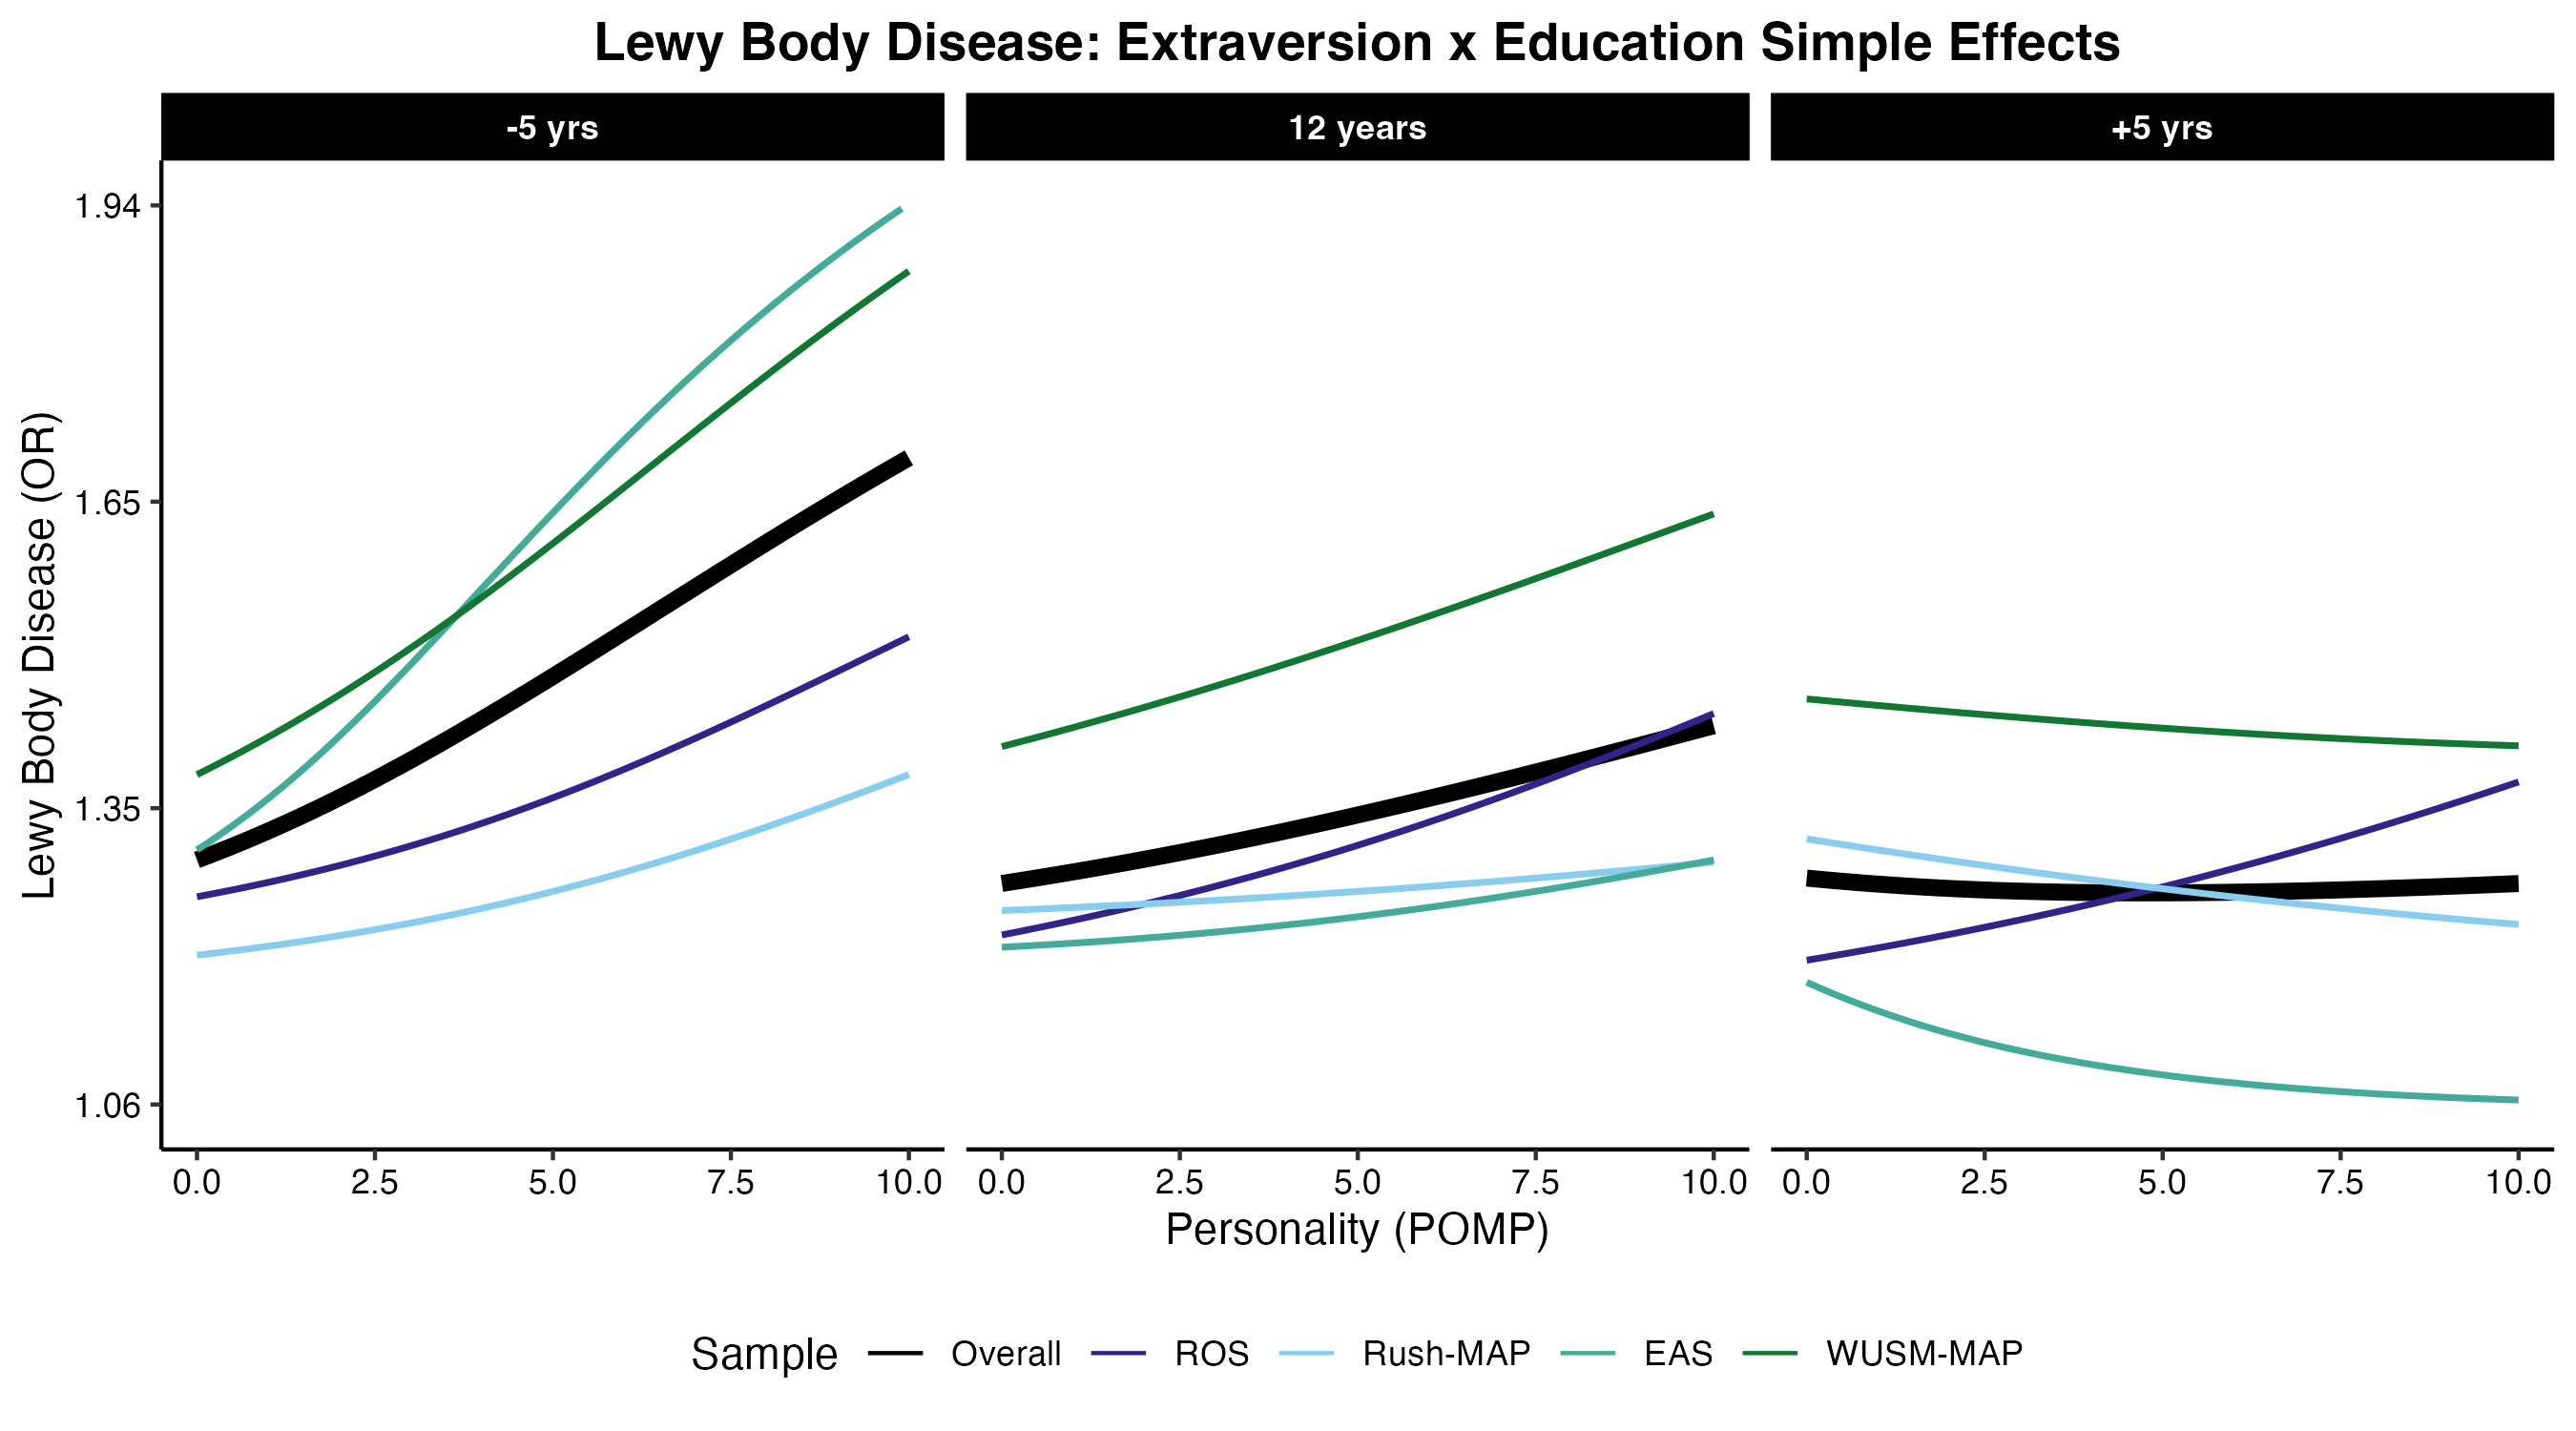 Lewy Body Disease: Extraversion x Education Simple Effects
-5 yrs
12 years
+5 yrs
Lewy Body Disease (OR)
1.94
1.65
1.35
1.06
0.0 2.5 5.0 7.5 10.0
0.0 2.5 5.0 7.5 10.0
0.0 2.5 5.0 7.5 10.0
Personality (POMP)
Sample Overall ROS Rush-MAP EAS WUSM-MAP